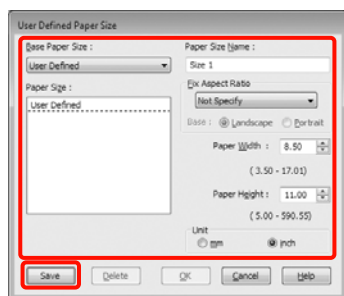 User Defined Paper Size
Base Paper Size :
User Defined
Paper Size :
User Defined
Paper Size Name :
Size 1
Fix Aspect Ratio
Not Specify
Base : Landscape Portrait
Paper Width : 8.50
( 3.50 - 17.01)
Paper Height : 11.00
( 5.00 - 590.55)
Unit
mm inch
Save Delete OK Cancel Help